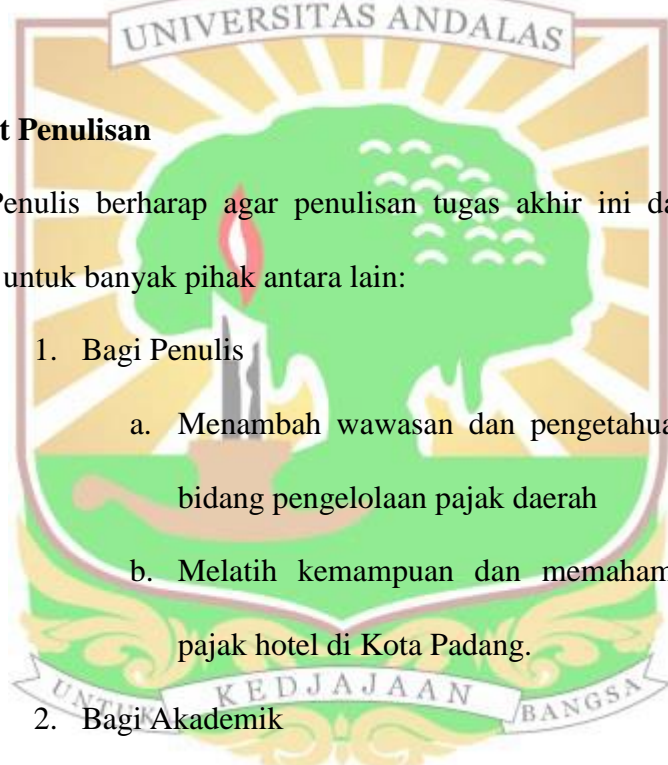 UNIVERSITAS ANDALAS
t Penulisan
Penulis berharap agar penulisan tugas akhir ini da
untuk banyak pihak antara lain:
1. Bagi Penulis
a. Menambah wawasan dan pengetahua
bidang pengelolaan pajak daerah
b. Melatih kemampuan dan memaham
pajak hotel di Kota Padang.
UNTUK KEDJAJAAN BANGSA
2. Bagi Akademik